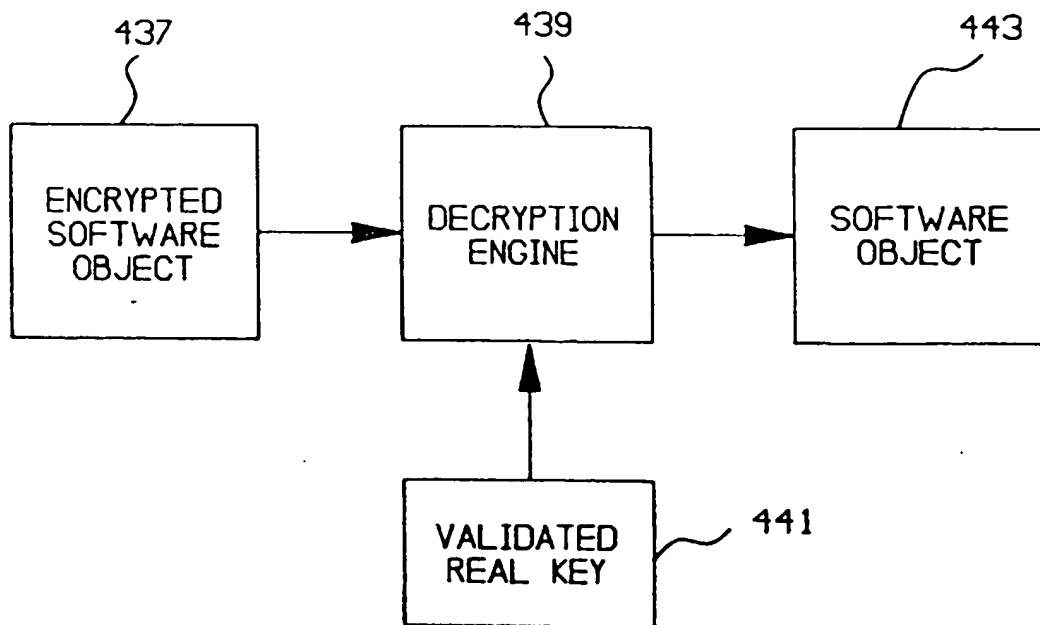 437
439
443
ENCRYPTED
SOFTWARE
OBJECT
DECRYPTION
ENGINE
SOFTWARE
OBJECT
VALIDATED
REAL KEY
441